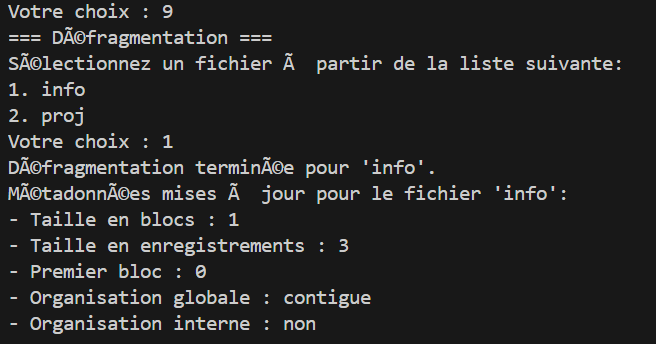 Votre choix : 9
=== DÃ©fragmentation ===
SÃ©lectionnez un fichier Ã  partir de la liste suivante:
1. info
2. proj
Votre choix : 1
DÃ©fragmentation terminÃ©e pour 'info'.
MÃ©tadonnÃ©es mises Ã  jour pour le fichier 'info':
- Taille en blocs : 1
- Taille en enregistrements : 3
- Premier bloc : 0
- Organisation globale : contigue
- Organisation interne : non